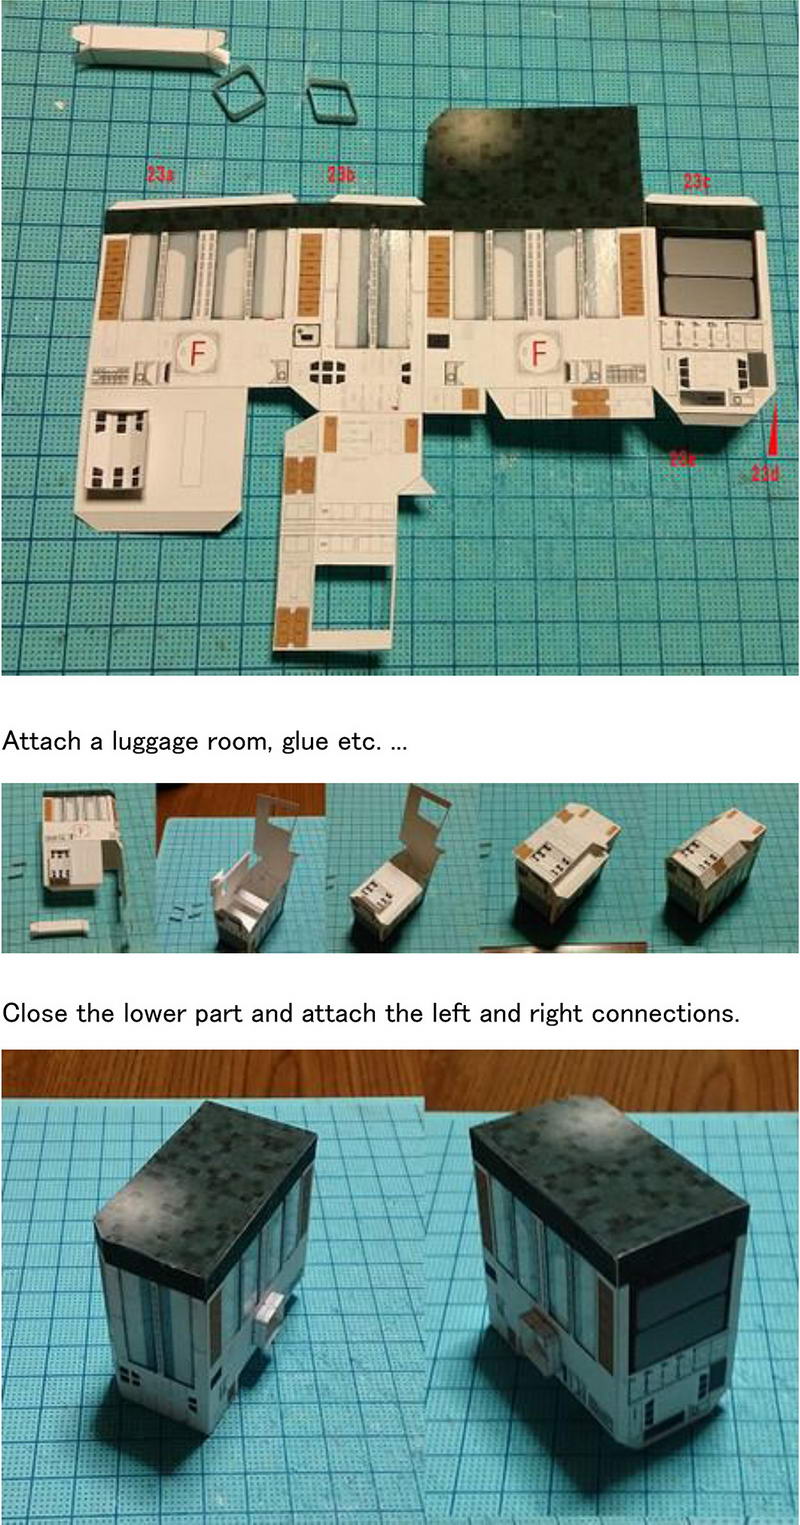 23a
23b
23c
F
F
23e
23d
Attach a luggage room, glue etc. ...
Close the lower part and attach the left and right connections.